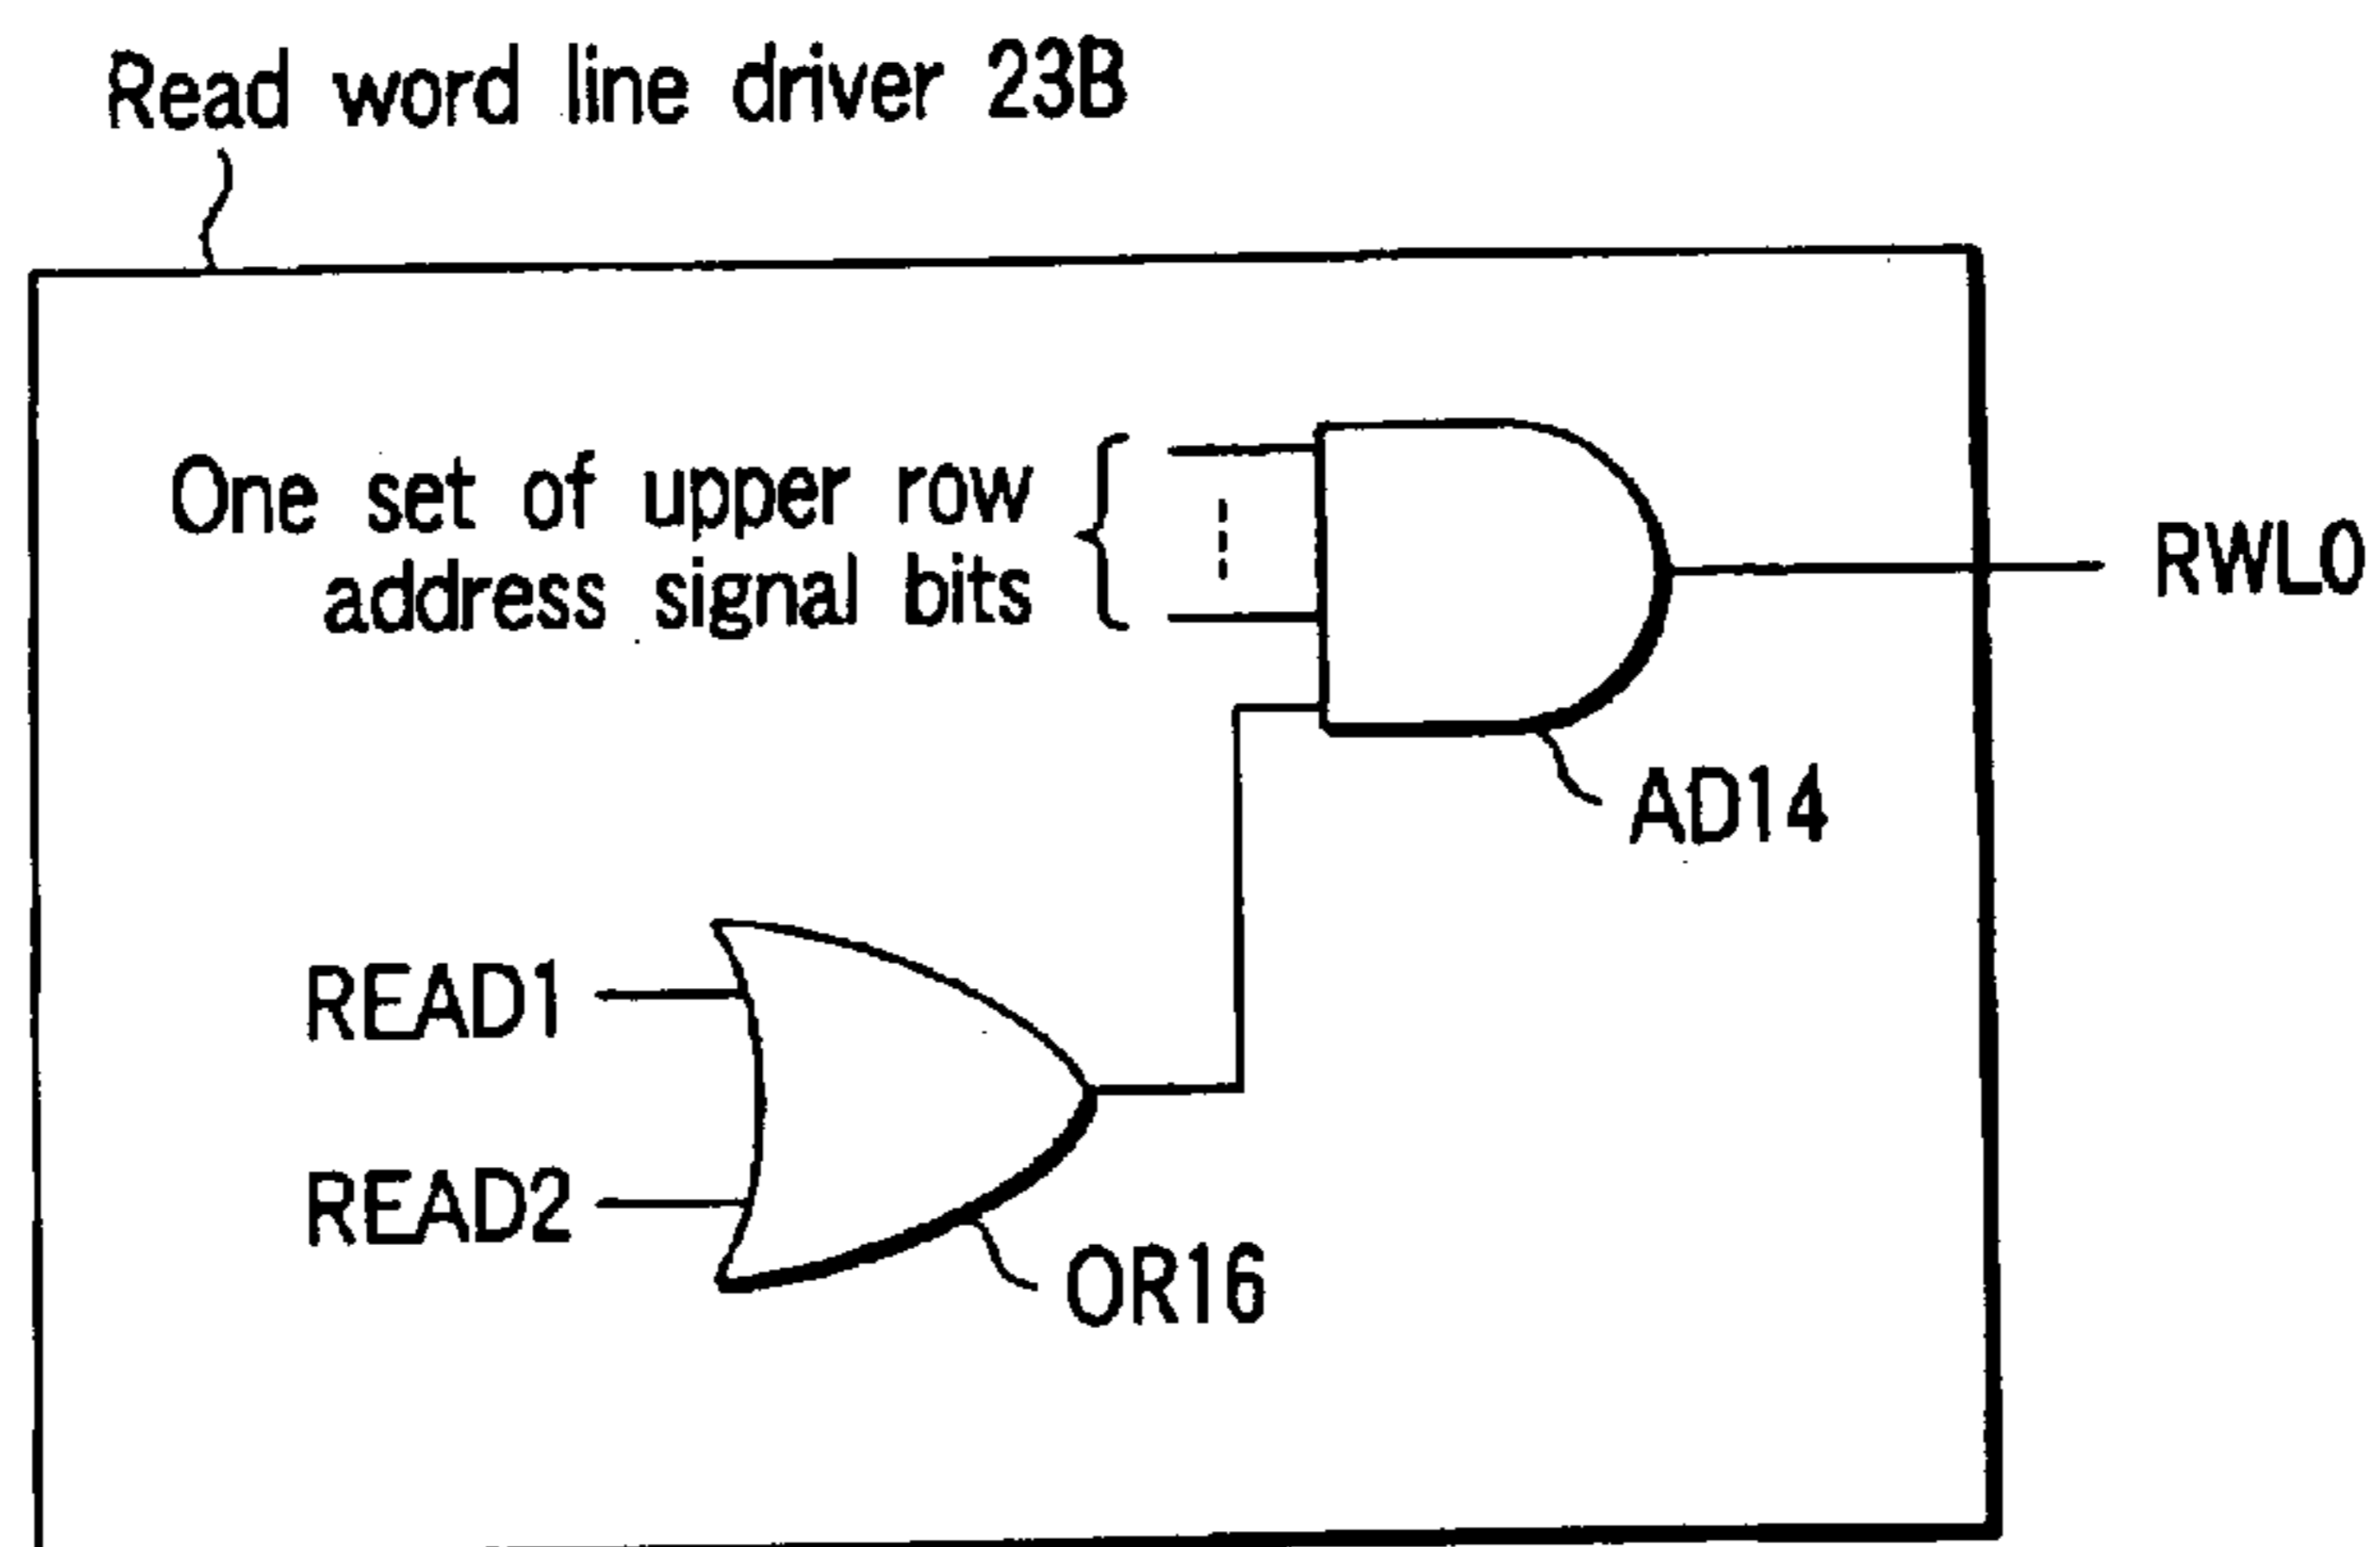 Read word line driver 23B
One set of upper row
address signal bits
RWL0
AD14
READ1
READ2
OR16